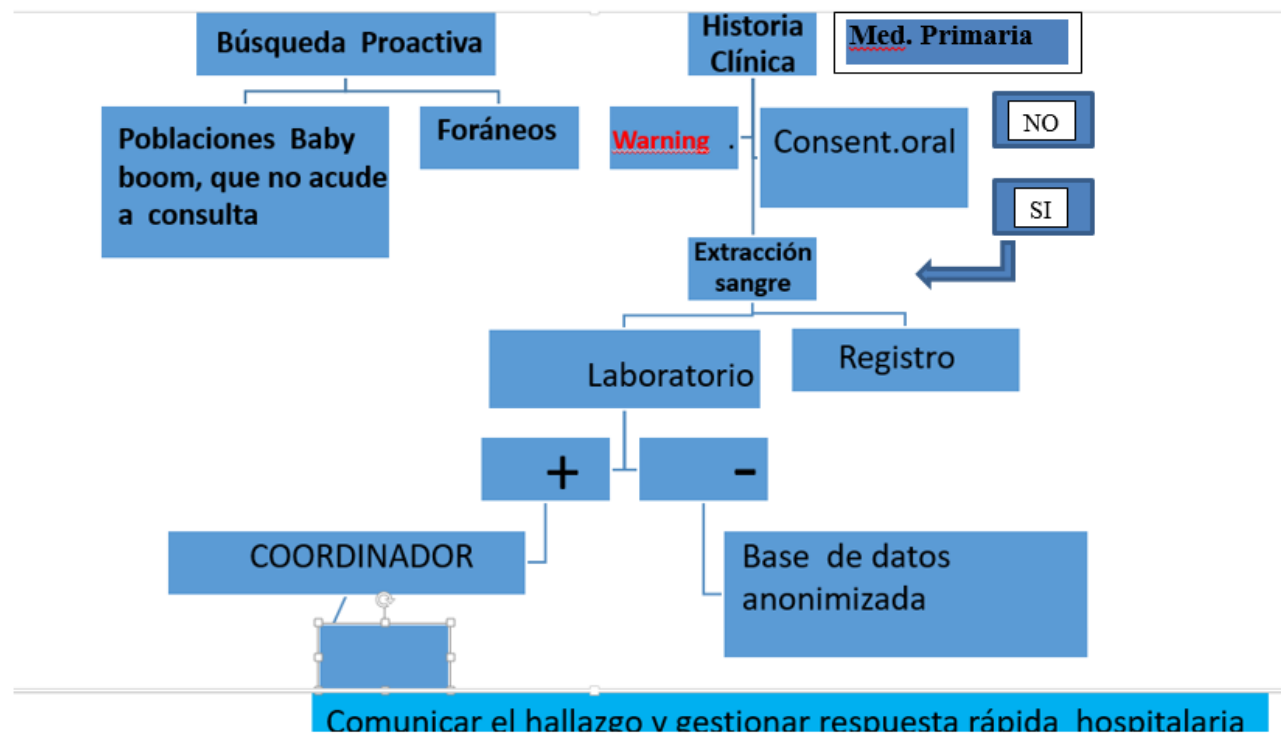 Búsqueda Proactiva
Historia
Clínica
Med. Primaria
Poblaciones Baby
boom, que no acude
a consulta
Foráneos
Warning .
Consent.oral
NO
SI
Extracción
sangre
Laboratorio
Registro
+
-
COORDINADOR
Base de datos
anonimizada
Comunicar el hallazgo y gestionar respuesta rápida hospitalaria